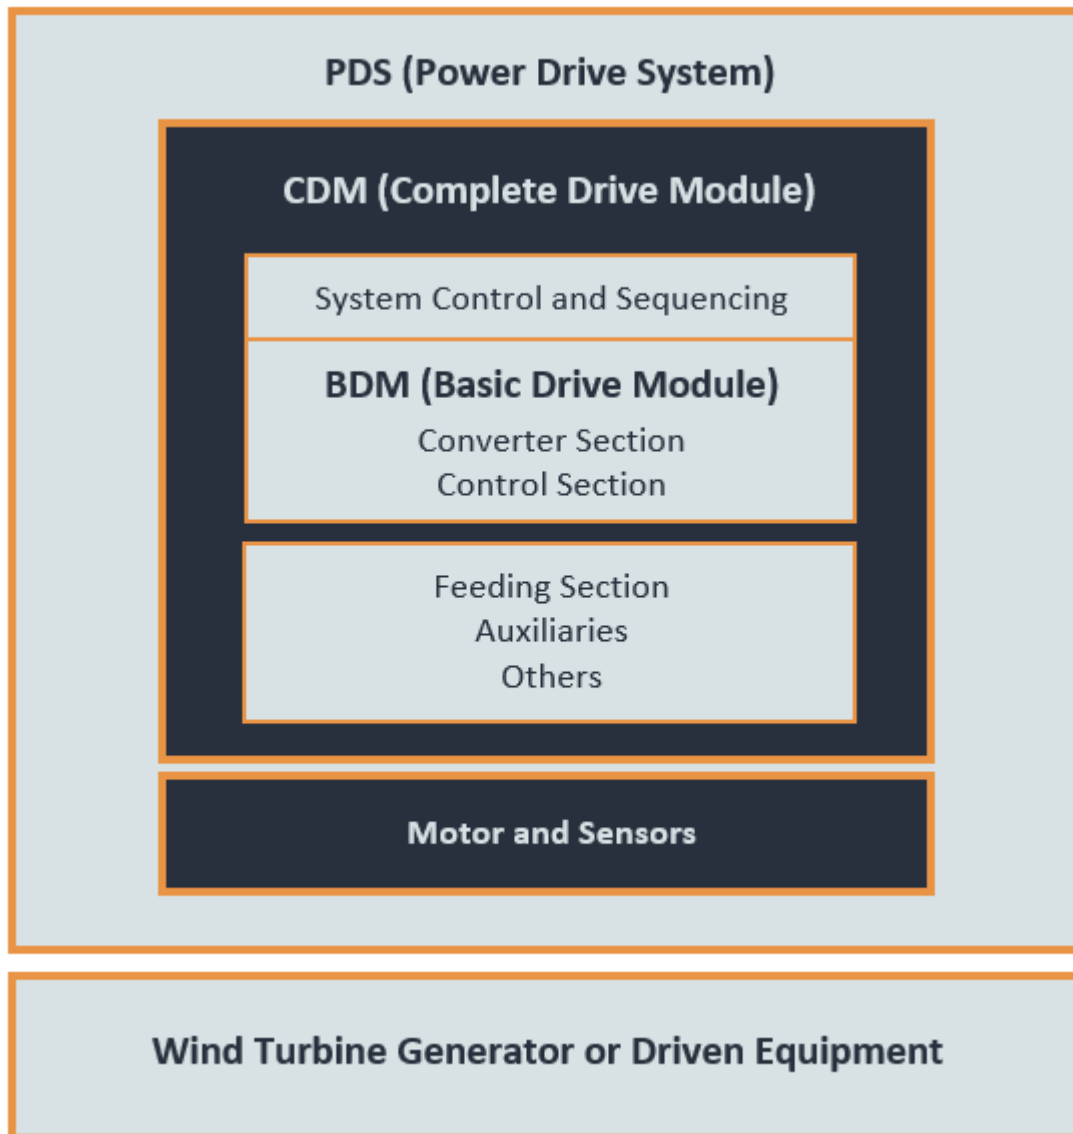 PDS (Power Drive System)
CDM (Complete Drive Module)
System Control and Sequencing
BDM (Basic Drive Module)
Converter Section
Control Section
Feeding Section
Auxiliaries
Others
Motor and Sensors
Wind Turbine Generator or Driven Equipment